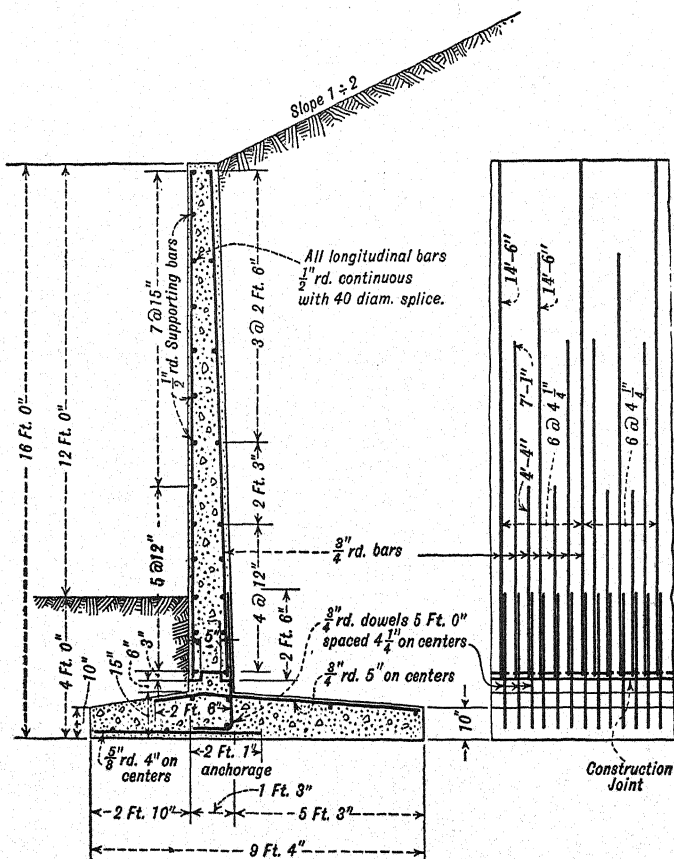 Slope 1 ÷ 2
16 Ft. 0"
12 Ft. 0"
4 Ft. 0"
10"
15"
6"
3"
7 @ 15"
1/2" rd. Supporting bars
5 @ 12"
All longitudinal bars
1/2" rd. continuous
with 40 diam. splice.
3 @ 2 Ft. 6"
2 Ft. 3"
4 @ 12"
2 Ft. 6"
5"
3/4" rd. bars
3/4" rd. dowels 5 Ft. 0"
spaced 4 1/4" on centers
3/4" rd. 5" on centers
2 Ft. 6"
5/8" rd. 4" on
centers
2 Ft. 1"
anchorage
1 Ft. 3"
2 Ft. 10"
5 Ft. 3"
9 Ft. 4"
14'-6"
14'-6"
7'-1"
4'-4"
6 @ 4 1/4"
6 @ 4 1/4"
10"
Construction
Joint